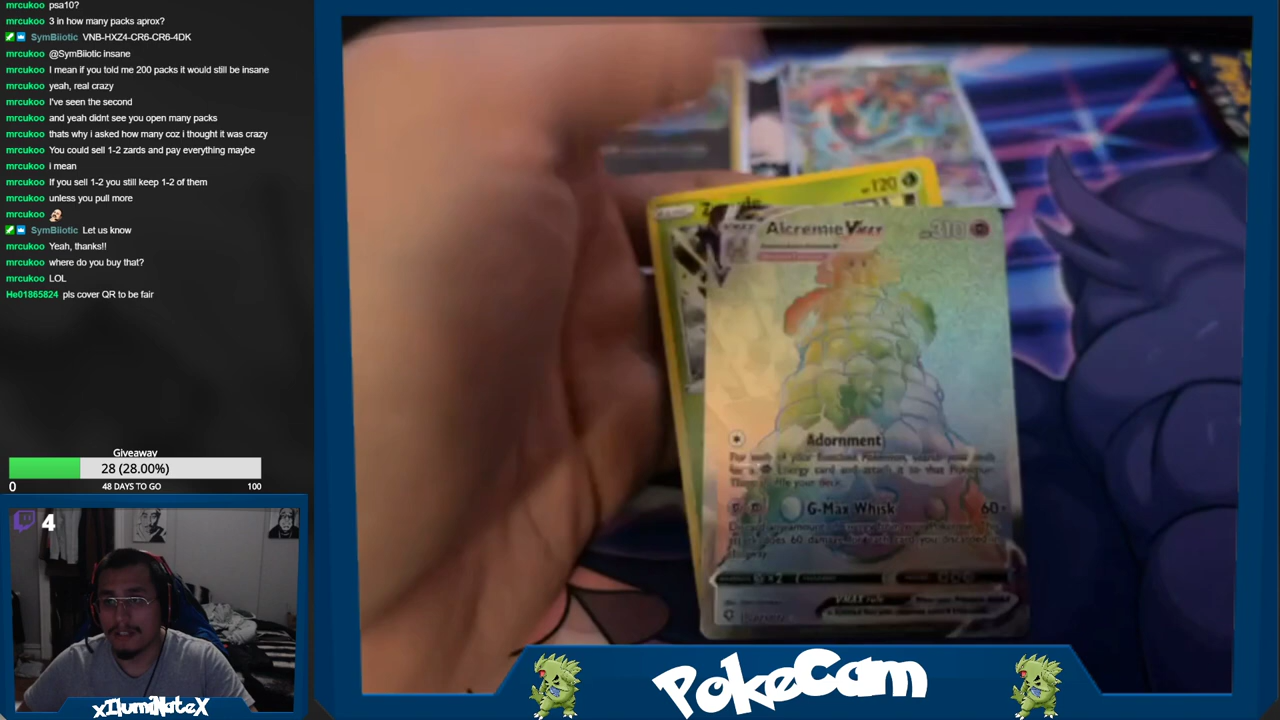 mrcukoo psa10?
mrcukoo 3 in how many packs aprox?
SymBiiotic VNB-HXZ4-CR6-CR6-4DK
mrcukoo @SymBiiotic insane
mrcukoo I mean if you told me 200 packs it would still be insane
mrcukoo yeah, real crazy
mrcukoo I've seen the second
mrcukoo and yeah didnt see you open many packs
mrcukoo thats why i asked how many coz i thought it was crazy
mrcukoo You could sell 1-2 zards and pay everything maybe
mrcukoo i mean
mrcukoo If you sell 1-2 you still keep 1-2 of them
mrcukoo unless you pull more
mrcukoo
SymBiiotic Let us know
mrcukoo Yeah, thanks!!
mrcukoo where do you buy that?
mrcukoo LOL
He01865824 pls cover QR to be fair
Giveaway
28 (28.00%)
0 48 DAYS TO GO 100
4
xIlumiNateX
120
Alcremie VMAX 310
Adornment
G-Max Whisk 60+
PokeCam